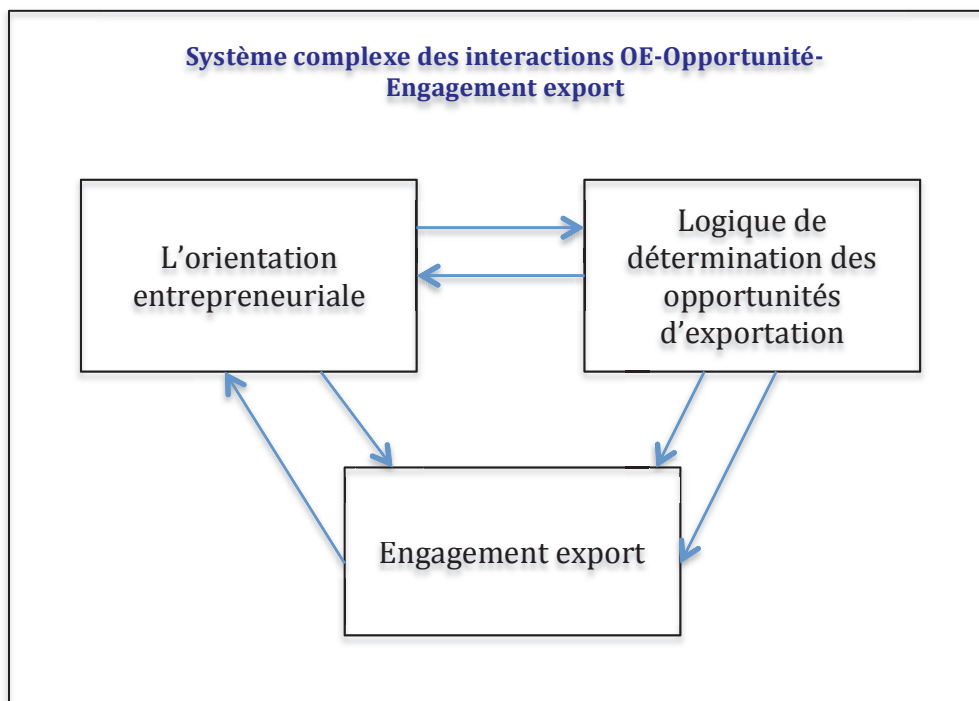 Système complexe des interactions OE-Opportunité-
Engagement export
L’orientation
entrepreneuriale
Logique de
détermination des
opportunités
d’exportation
Engagement export